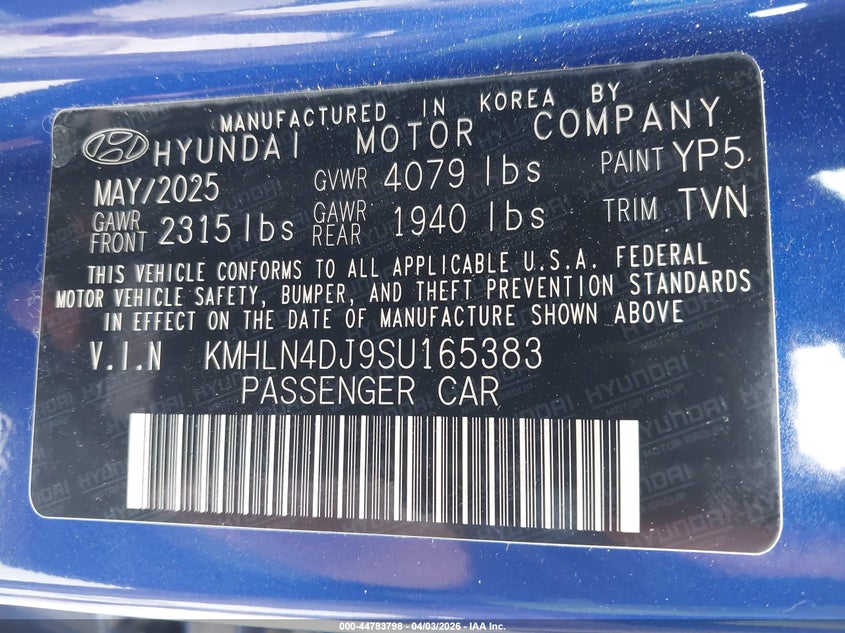 MANUFACTURED IN KOREA BY
HYUNDAI MOTOR COMPANY
MAY/2025 GVWR 4079 lbs PAINT YP5
GAWR FRONT 2315 lbs GAWR REAR 1940 lbs TRIM TVN
THIS VEHICLE CONFORMS TO ALL APPLICABLE U.S.A. FEDERAL
MOTOR VEHICLE SAFETY, BUMPER, AND THEFT PREVENTION STANDARDS
IN EFFECT ON THE DATE OF MANUFACTURE SHOWN ABOVE
V.I.N KMHLN4DJ9SU165383
PASSENGER CAR
HYUNDAI
MOTOR GROUP
000-44783798 - 04/03/2026 - IAA Inc.